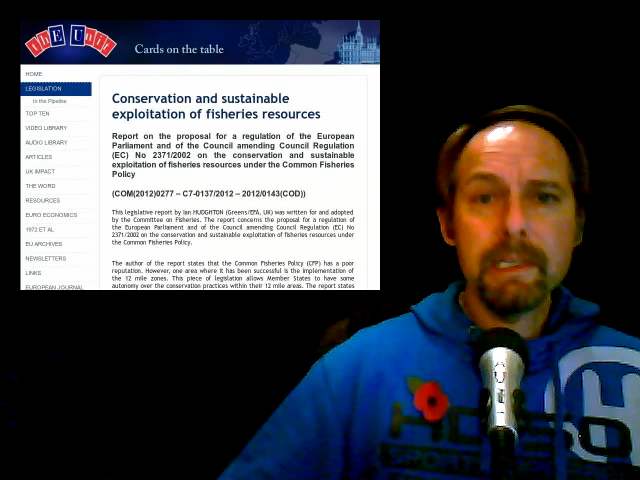 thE EU Unit
Cards on the table
HOME
LEGISLATION
In the Pipeline
TOP TEN
VIDEO LIBRARY
AUDIO LIBRARY
ARTICLES
UK IMPACT
THE WORD
RESOURCES
EURO ECONOMICS
1972 ET AL
EU ARCHIVES
NEWSLETTERS
LINKS
EUROPEAN JOURNAL
Conservation and sustainable
exploitation of fisheries resources
Report on the proposal for a regulation of the European
Parliament and of the Council amending Council Regulation
(EC) No 2371/2002 on the conservation and sustainable
exploitation of fisheries resources under the Common Fisheries
Policy
(COM(2012)0277 – C7-0137/2012 – 2012/0143(COD))
This legislative report by Ian HUDGHTON (Greens/EFA, UK) was written for and adopted
by the Committee on Fisheries. The report concerns the proposal for a regulation of
the European Parliament and of the Council amending Council Regulation (EC) No
2371/2002 on the conservation and sustainable exploitation of fisheries resources under
the Common Fisheries Policy.
The author of the report states that the Common Fisheries Policy (CFP) has a poor
reputation. However, one area where it has been successful is the implementation of
the 12 mile zones. This piece of legislation allows Member States to have some
autonomy over the conservation practices within their 12 mile areas. The report states